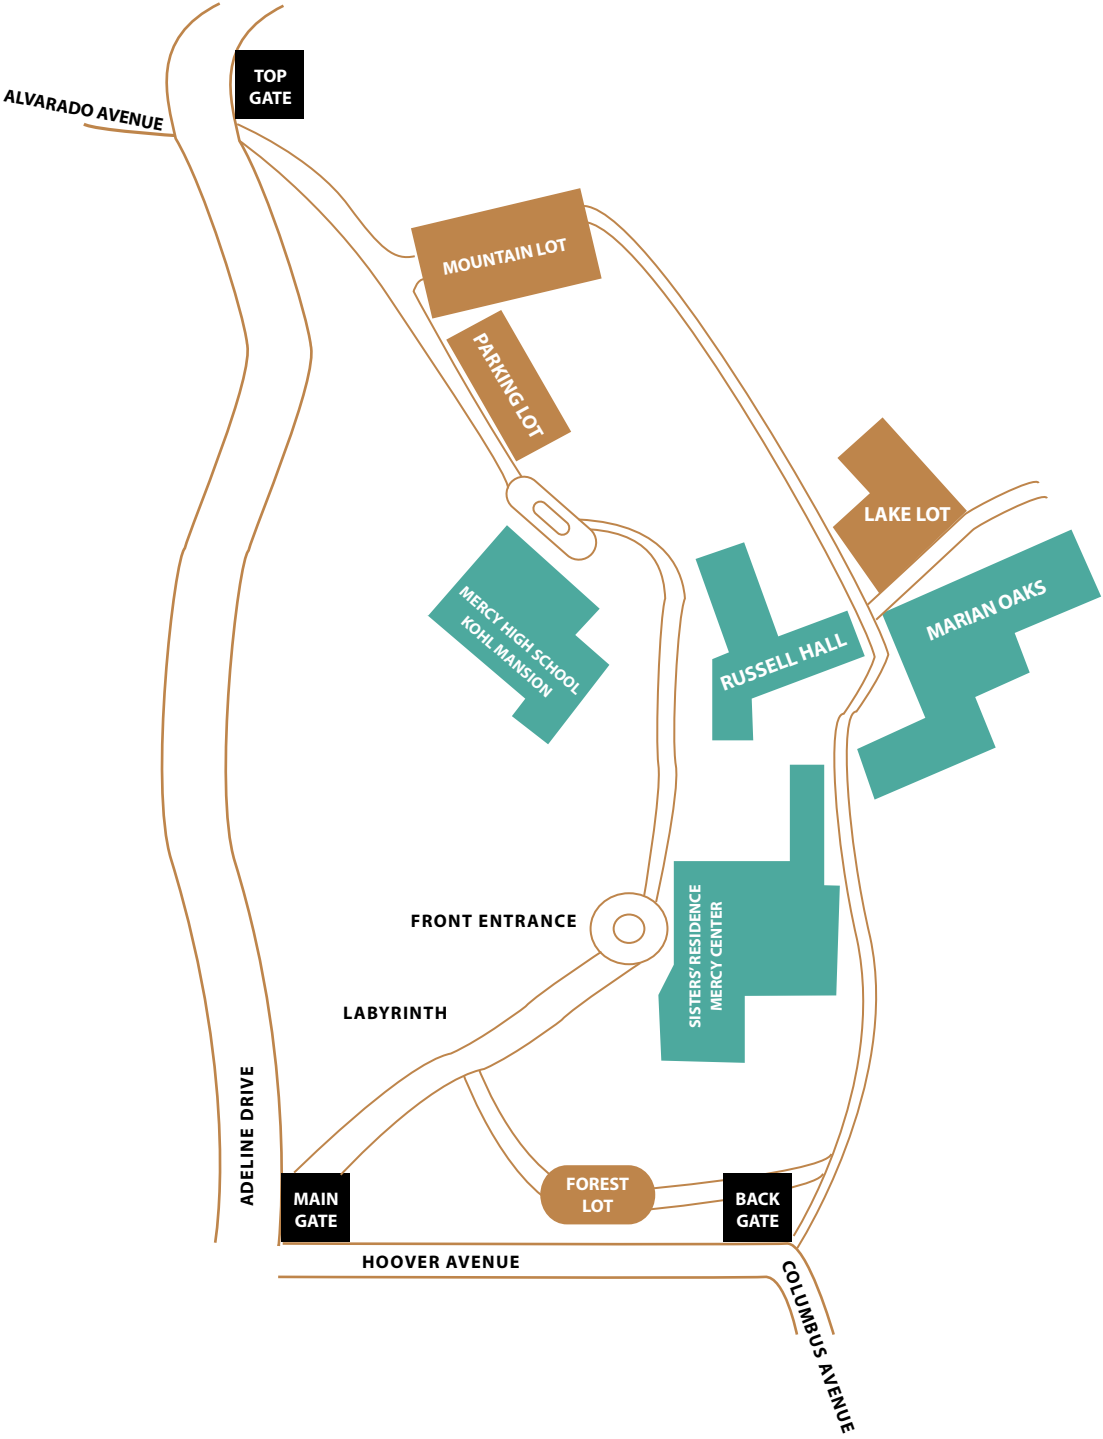 TOP
GATE
ALVARADO AVENUE
MOUNTAIN LOT
PARKING LOT
LAKE LOT
MARIAN OAKS
MERCY HIGH SCHOOL
KOHL MANSION
RUSSELL HALL
FRONT ENTRANCE
SISTERS' RESIDENCE
MERCY CENTER
LABYRINTH
ADELINE DRIVE
MAIN
GATE
FOREST
LOT
BACK
GATE
HOOVER AVENUE
COLUMBUS AVENUE